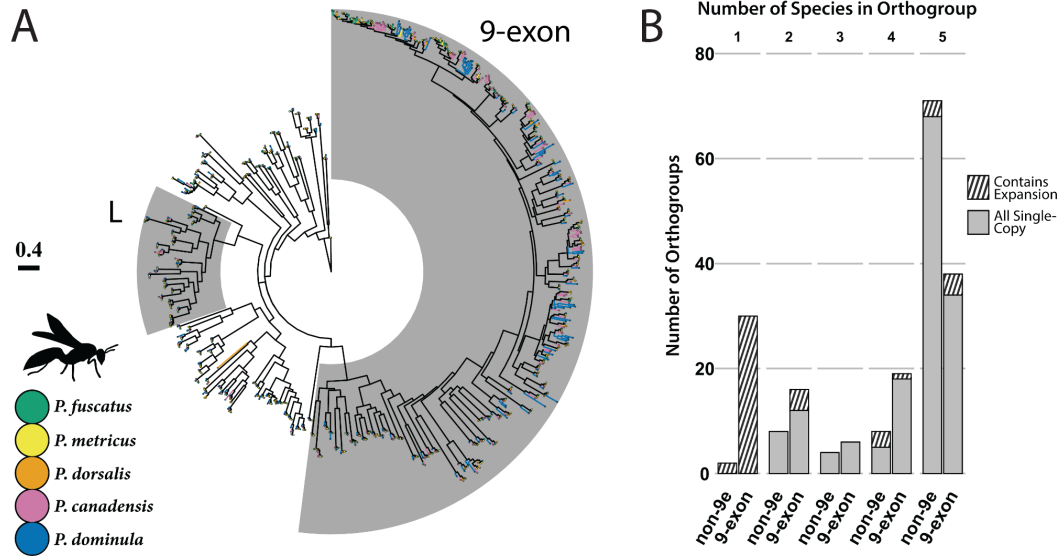 A
9-exon
L
0.4
P. fuscatus
P. metricus
P. dorsalis
P. canadensis
P. dominula
B
Number of Species in Orthogroup
1 2 3 4 5
80
60
40
20
0
Number of Orthogroups
Contains
Expansion
All Single-
Copy
non-9e
9-exon
non-9e
9-exon
non-9e
9-exon
non-9e
9-exon
non-9e
9-exon